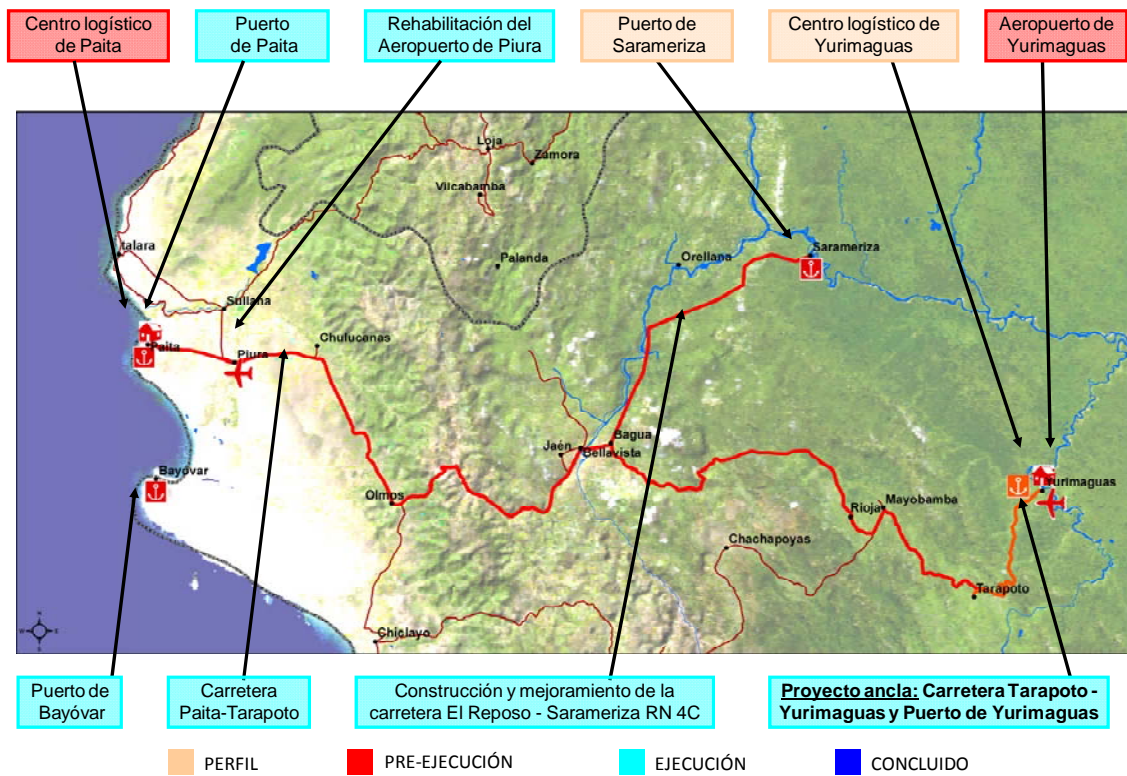 Centro logístico
de Paita
Puerto
de Paita
Rehabilitación del
Aeropuerto de Piura
Puerto de
Sarameriza
Centro logístico de
Yurimaguas
Aeropuerto de
Yurimaguas
Loja
Zamora
Vilcabamba
Palanda
talara
Sullana
Orellana
Sarameriza
Chulucanas
Paita
Piura
Bagua
Jaén
Bellavista
Bayóvar
Olmos
Yurimaguas
Rioja
Mayobamba
Chachapoyas
Tarapoto
Chiclayo
Puerto de
Bayóvar
Carretera
Paita-Tarapoto
Construcción y mejoramiento de la
carretera El Reposo - Sarameriza RN 4C
Proyecto ancla: Carretera Tarapoto -
Yurimaguas y Puerto de Yurimaguas
PERFIL
PRE-EJECUCIÓN
EJECUCIÓN
CONCLUIDO